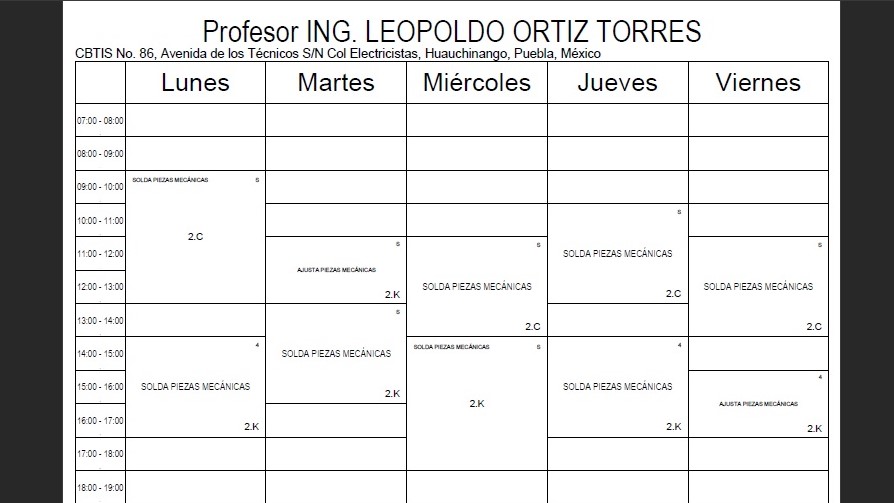 Profesor ING. LEOPOLDO ORTIZ TORRES
CBTIS No. 86, Avenida de los Técnicos S/N Col Electricistas, Huauchinango, Puebla, México
Lunes Martes Miércoles Jueves Viernes
07:00 - 08:00
08:00 - 09:00
09:00 - 10:00 SOLDA PIEZAS MECÁNICAS S
10:00 - 11:00 S
2.C
11:00 - 12:00 S S SOLDA PIEZAS MECÁNICAS S
AJUSTA PIEZAS MECÁNICAS
12:00 - 13:00 2.K SOLDA PIEZAS MECÁNICAS 2.C SOLDA PIEZAS MECÁNICAS
13:00 - 14:00 S 2.C 2.C
14:00 - 15:00 4 SOLDA PIEZAS MECÁNICAS SOLDA PIEZAS MECÁNICAS S 4
15:00 - 16:00 SOLDA PIEZAS MECÁNICAS 2.K SOLDA PIEZAS MECÁNICAS 4
2.K AJUSTA PIEZAS MECÁNICAS
16:00 - 17:00 2.K 2.K 2.K
17:00 - 18:00
18:00 - 19:00